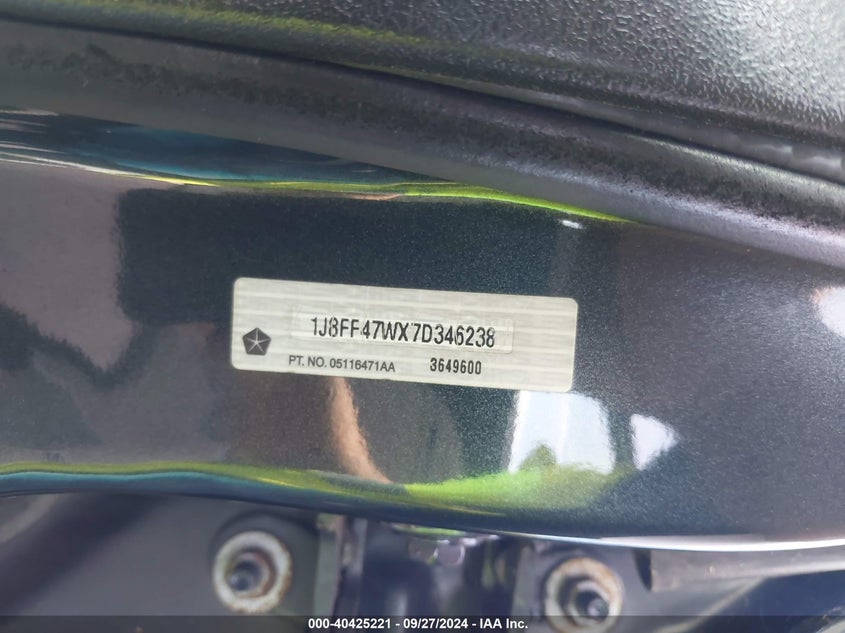 1J8FF47WX7D346238
PT. NO. 05116471AA 3649600
000-40425221 - 09/27/2024 - IAA Inc.